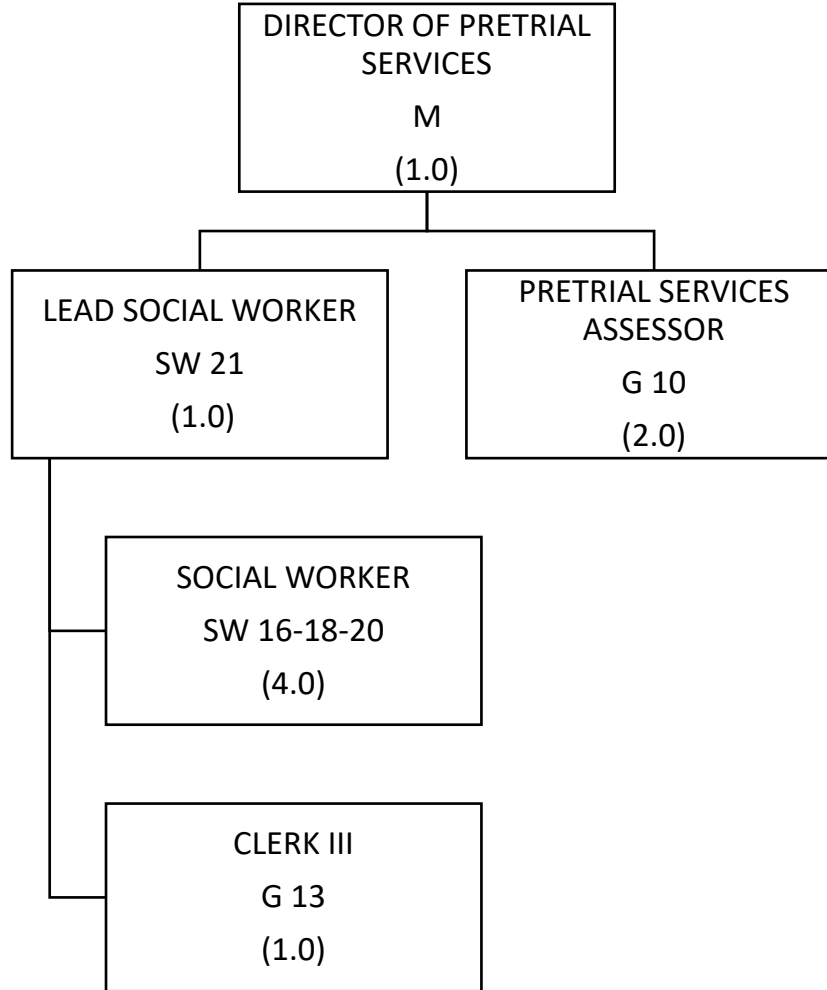 DIRECTOR OF PRETRIAL
SERVICES
M
(1.0)
LEAD SOCIAL WORKER
SW 21
(1.0)
PRETRIAL SERVICES
ASSESSOR
G 10
(2.0)
SOCIAL WORKER
SW 16-18-20
(4.0)
CLERK III
G 13
(1.0)